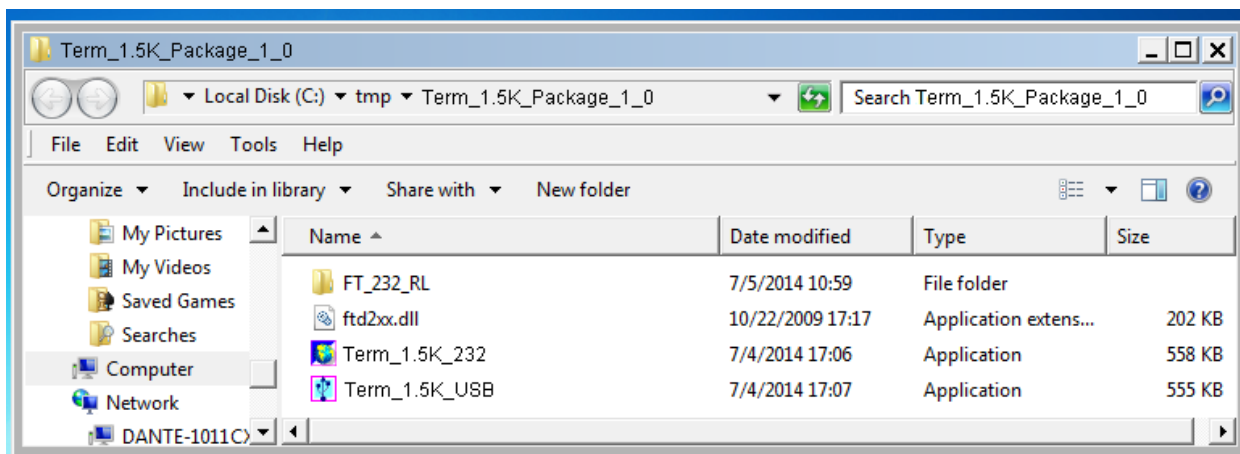 Term_1.5K_Package_1_0
Local Disk (C:) tmp Term_1.5K_Package_1_0 Search Term_1.5K_Package_1_0
File Edit View Tools Help
Organize Include in library Share with New folder
My Pictures Name Date modified Type Size
My Videos FT_232_RL 7/5/2014 10:59 File folder
Saved Games ftd2xx.dll 10/22/2009 17:17 Application extens... 202 KB
Searches Term_1.5K_232 7/4/2014 17:06 Application 558 KB
Computer Term_1.5K_USB 7/4/2014 17:07 Application 555 KB
Network
DANTE-1011C